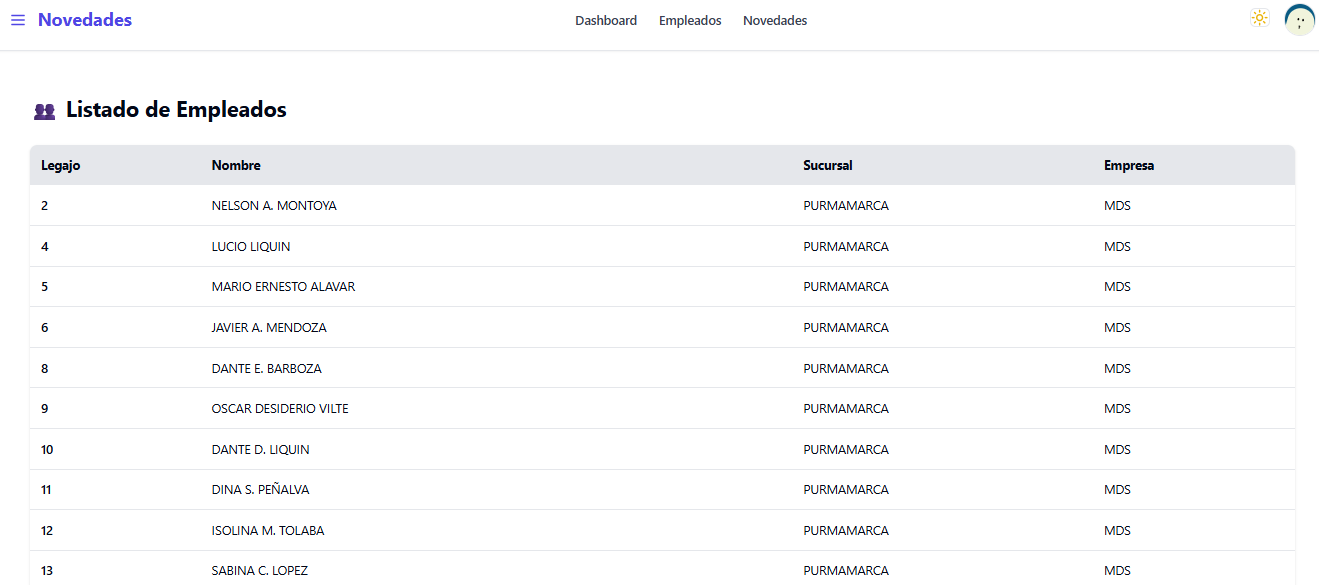 Novedades Dashboard Empleados Novedades
Listado de Empleados
Legajo Nombre Sucursal Empresa
2 NELSON A. MONTOYA PURMAMARCA MDS
4 LUCIO LIQUIN PURMAMARCA MDS
5 MARIO ERNESTO ALAVAR PURMAMARCA MDS
6 JAVIER A. MENDOZA PURMAMARCA MDS
8 DANTE E. BARBOZA PURMAMARCA MDS
9 OSCAR DESIDERIO VILTE PURMAMARCA MDS
10 DANTE D. LIQUIN PURMAMARCA MDS
11 DINA S. PEÑALVA PURMAMARCA MDS
12 ISOLINA M. TOLABA PURMAMARCA MDS
13 SABINA C. LOPEZ PURMAMARCA MDS